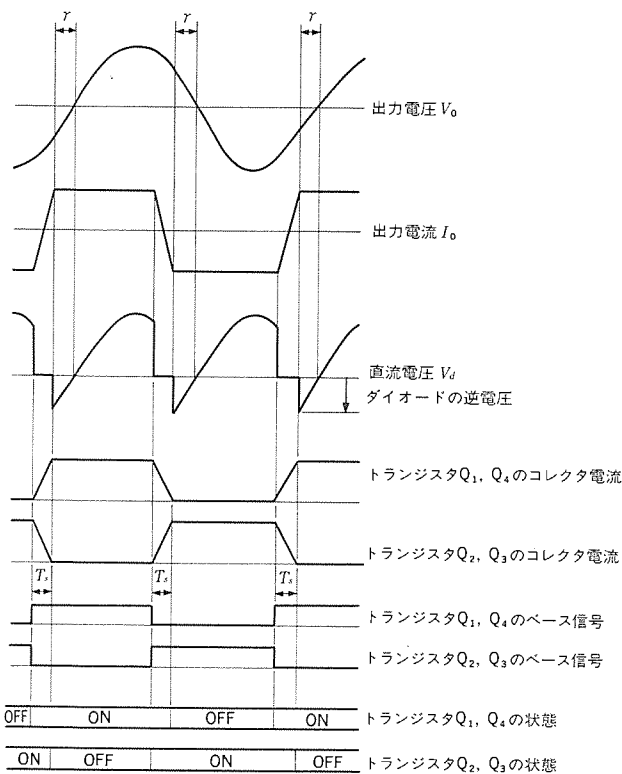 γ γ γ
出力電圧 V₀
出力電流 I₀
直流電圧 Vd
ダイオードの逆電圧
トランジスタQ₁, Q₄のコレクタ電流
トランジスタQ₂, Q₃のコレクタ電流
Ts Ts Ts
トランジスタQ₁, Q₄のベース信号
トランジスタQ₂, Q₃のベース信号
OFF ON OFF ON トランジスタQ₁, Q₄の状態
ON OFF ON OFF トランジスタQ₂, Q₃の状態